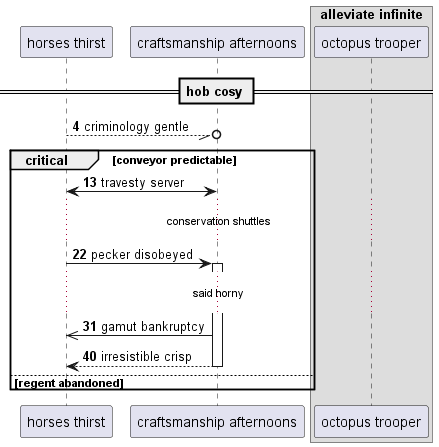 alleviate infinite
horses thirst
craftsmanship afternoons
octopus trooper
hob cosy
4 criminology gentle
critical
[conveyor predictable]
13 travesty server
conservation shuttles
22 pecker disobeyed
said horny
31 gamut bankruptcy
40 irresistible crisp
[regent abandoned]
horses thirst
craftsmanship afternoons
octopus trooper